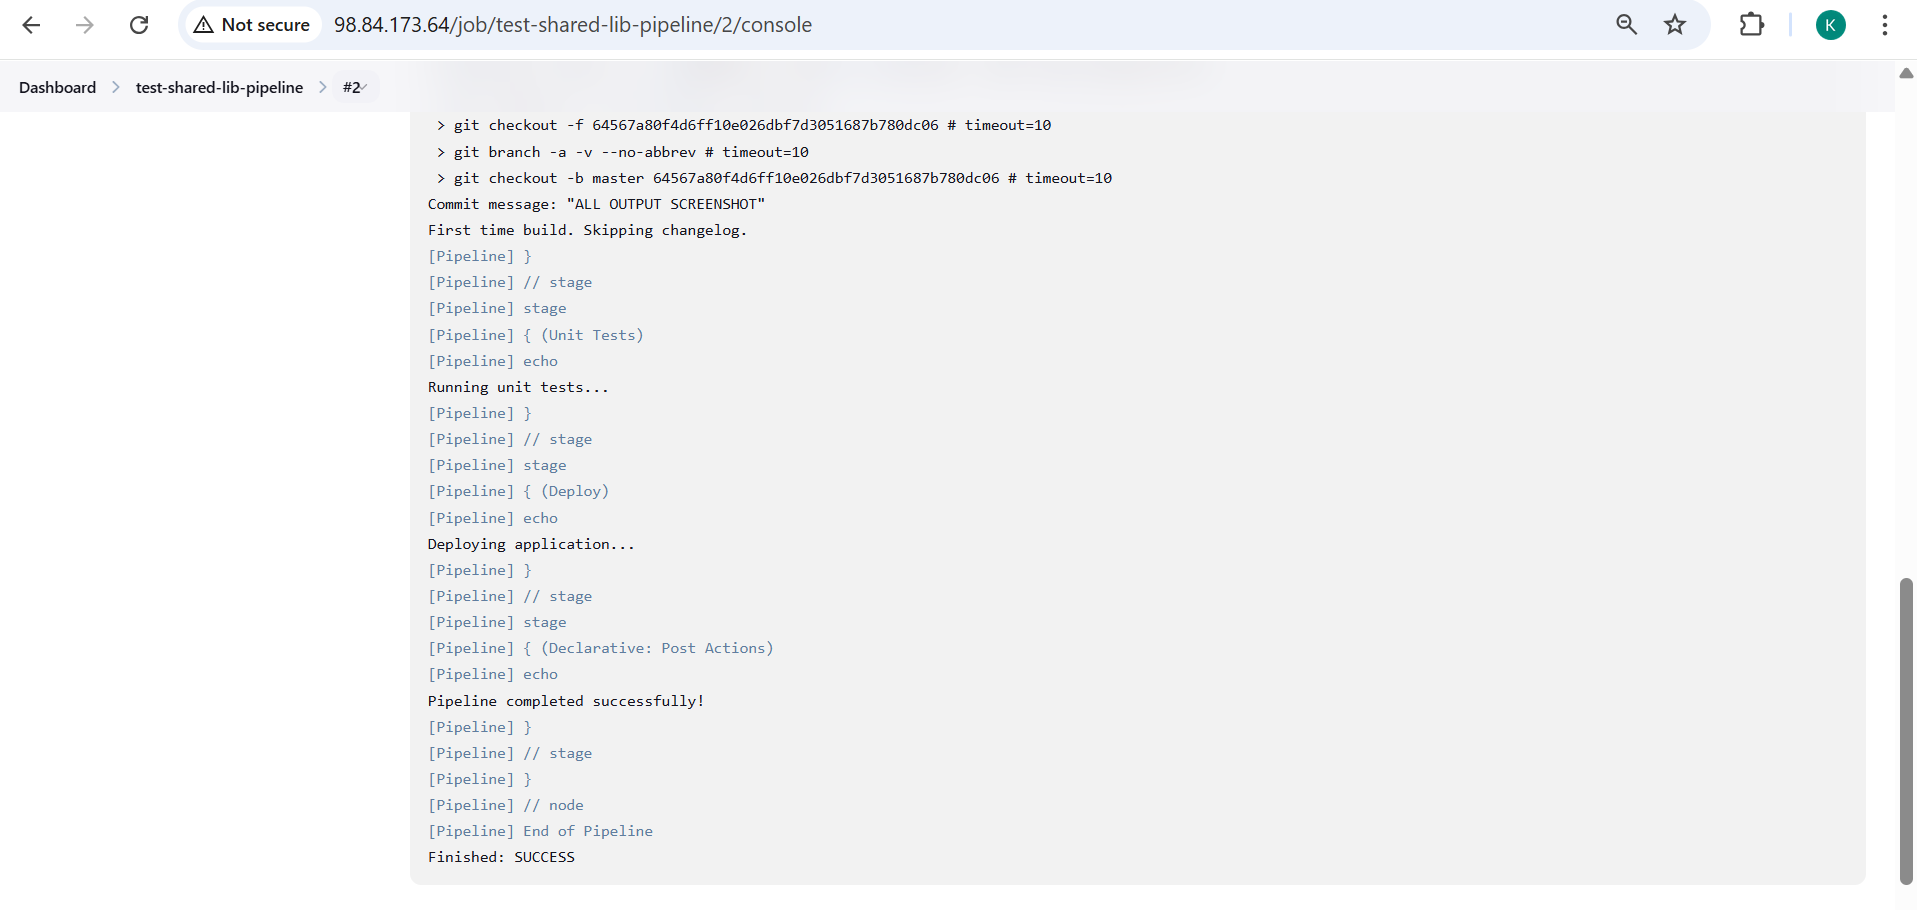 Not secure 98.84.173.64/job/test-shared-lib-pipeline/2/console K
Dashboard test-shared-lib-pipeline #2
> git checkout -f 64567a80f4d6ff10e026dbf7d3051687b780dc06 # timeout=10
> git branch -a -v --no-abbrev # timeout=10
> git checkout -b master 64567a80f4d6ff10e026dbf7d3051687b780dc06 # timeout=10
Commit message: "ALL OUTPUT SCREENSHOT"
First time build. Skipping changelog.
[Pipeline] }
[Pipeline] // stage
[Pipeline] stage
[Pipeline] { (Unit Tests)
[Pipeline] echo
Running unit tests...
[Pipeline] }
[Pipeline] // stage
[Pipeline] stage
[Pipeline] { (Deploy)
[Pipeline] echo
Deploying application...
[Pipeline] }
[Pipeline] // stage
[Pipeline] stage
[Pipeline] { (Declarative: Post Actions)
[Pipeline] echo
Pipeline completed successfully!
[Pipeline] }
[Pipeline] // stage
[Pipeline] }
[Pipeline] // node
[Pipeline] End of Pipeline
Finished: SUCCESS